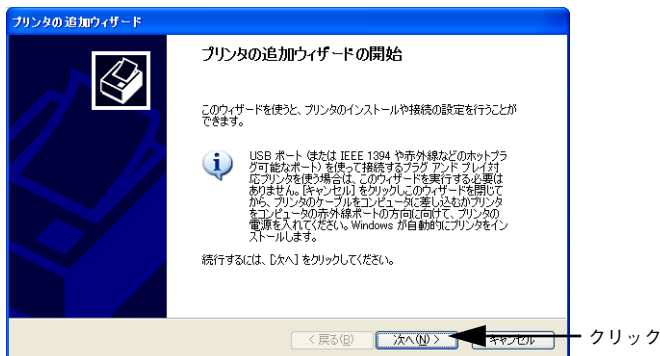 プリンタの追加ウィザード
プリンタの追加ウィザードの開始
このウィザードを使うと、プリンタのインストールや接続の設定を行うことが
できます。
USB ポート (または IEEE 1394 や赤外線などのホットプラ
グ可能なポート) を使って接続するプラグ アンド プレイ対
応プリンタを使う場合は、このウィザードを実行する必要は
ありません。[キャンセル] をクリックしこのウィザードを閉じて
から、プリンタのケーブルをコンピュータに差し込むかプリンタ
をコンピュータの赤外線ポートの方向に向けて、プリンタの
電源を入れてください。Windows が自動的にプリンタをイン
ストールします。
続行するには、[次へ] をクリックしてください。
< 戻る(B) 次へ(N) > キャンセル クリック